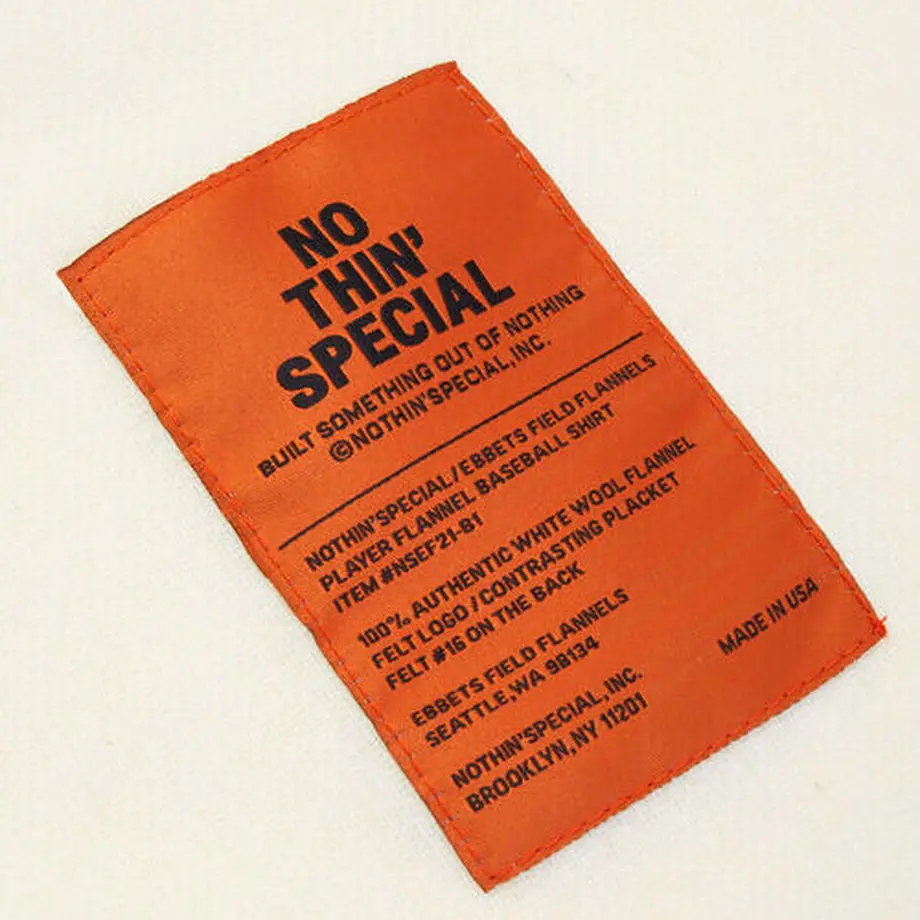 NO
THIN'
SPECIAL
BUILT SOMETHING OUT OF NOTHING
©NOTHIN'SPECIAL,INC.
NOTHIN'SPECIAL/EBBETS FIELD FLANNELS
PLAYER FLANNEL BASEBALL SHIRT
ITEM #NSEF21-B1
100% AUTHENTIC WHITE WOOL FLANNEL
FELT LOGO/CONTRASTING PLACKET
FELT #16 ON THE BACK
EBBETS FIELD FLANNELS
SEATTLE,WA 98134
MADE IN USA
NOTHIN'SPECIAL, INC.
BROOKLYN,NY 11201